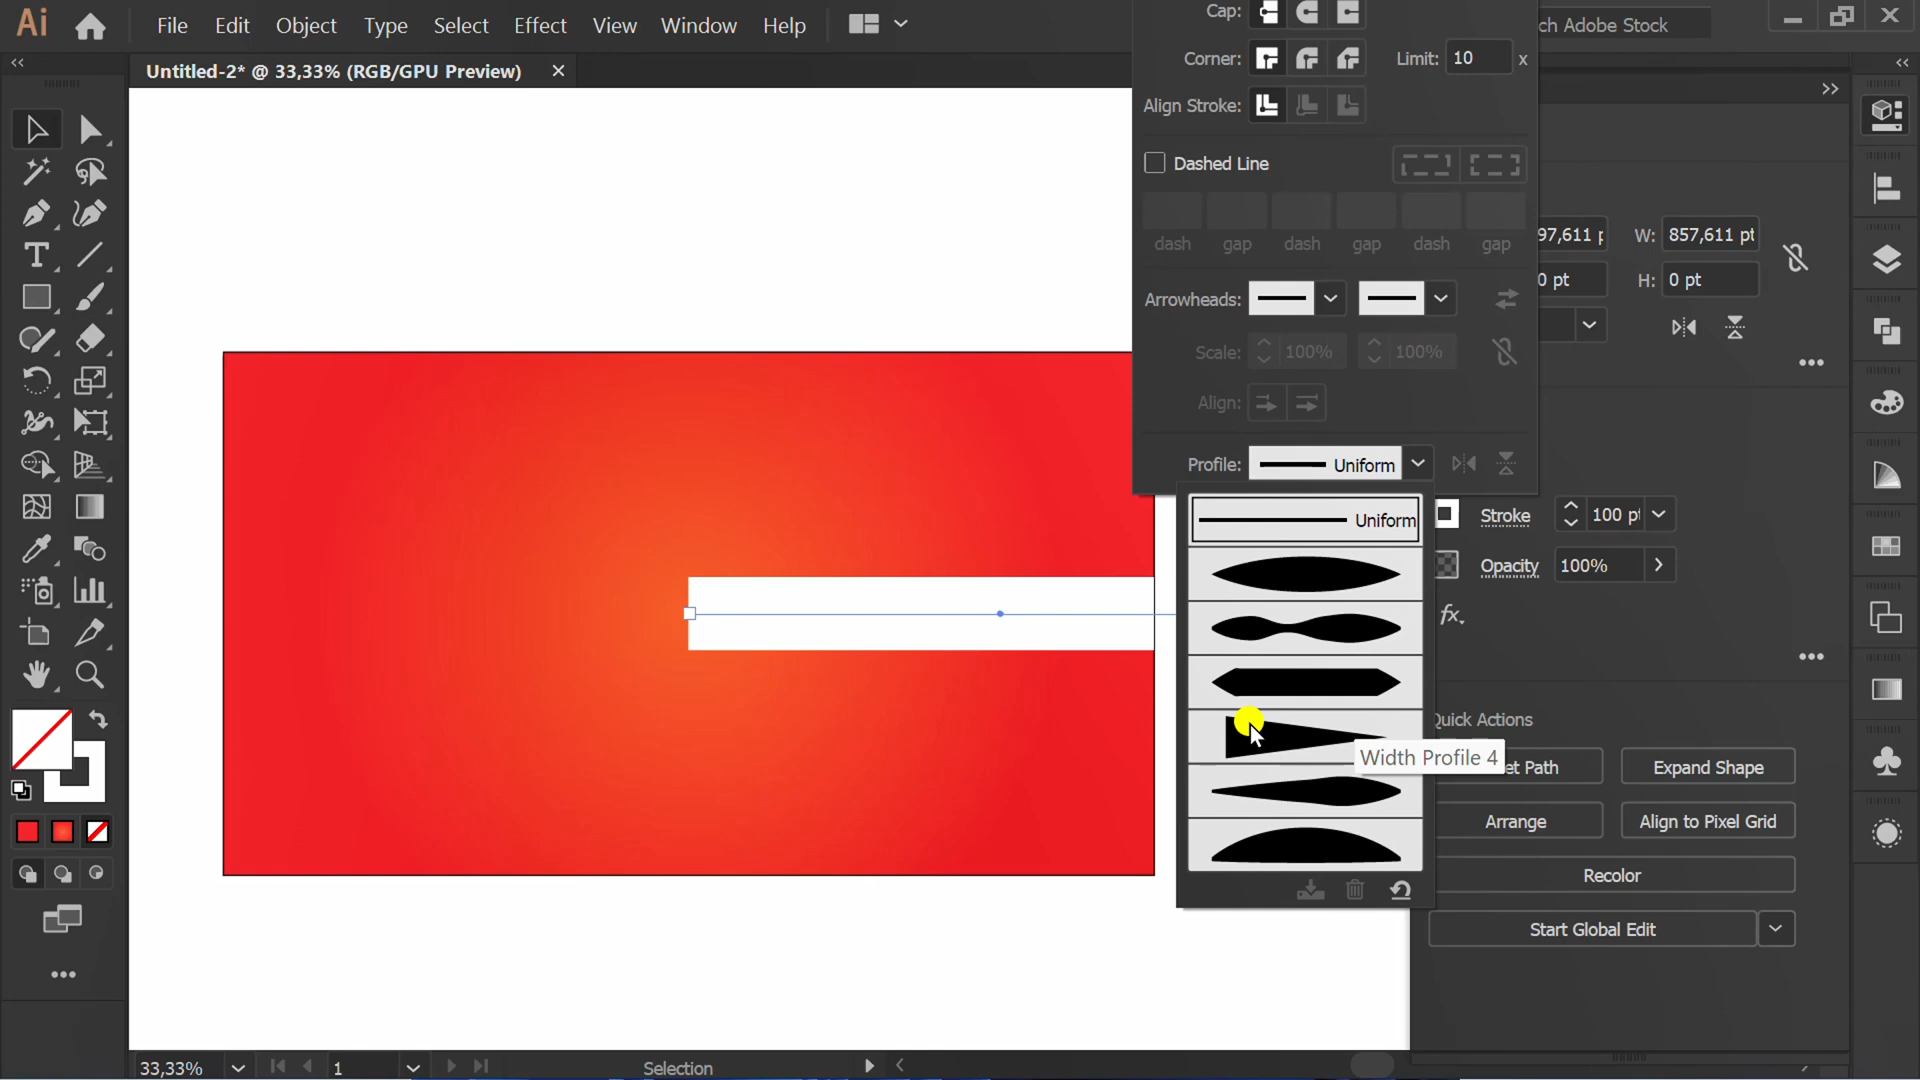 Ai
File Edit Object Type Select Effect View Window Help
ch Adobe Stock
Untitled-2* @ 33,33% (RGB/GPU Preview)
Cap:
Corner:
Limit: 10 x
Align Stroke:
Dashed Line
dash gap dash gap dash gap
Arrowheads:
Scale: 100% 100%
Align:
Profile: Uniform
Uniform
Width Profile 4
97,611 p
W: 857,611 pt
0 pt
H: 0 pt
Stroke 100 pt
Opacity 100%
fx.
Quick Actions
et Path
Expand Shape
Arrange
Align to Pixel Grid
Recolor
Start Global Edit
33,33%
1
Selection